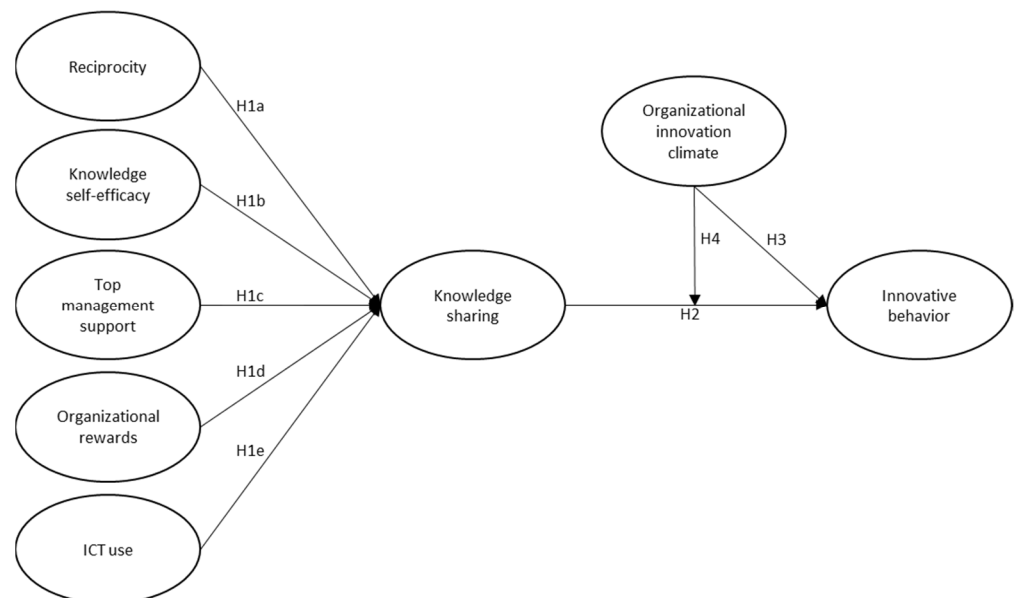 Reciprocity
H1a
Knowledge
self-efficacy
H1b
Top
management
support
H1c
Organizational
rewards
H1d
ICT use
H1e
Knowledge
sharing
Organizational
innovation
climate
H4
H3
H2
Innovative
behavior